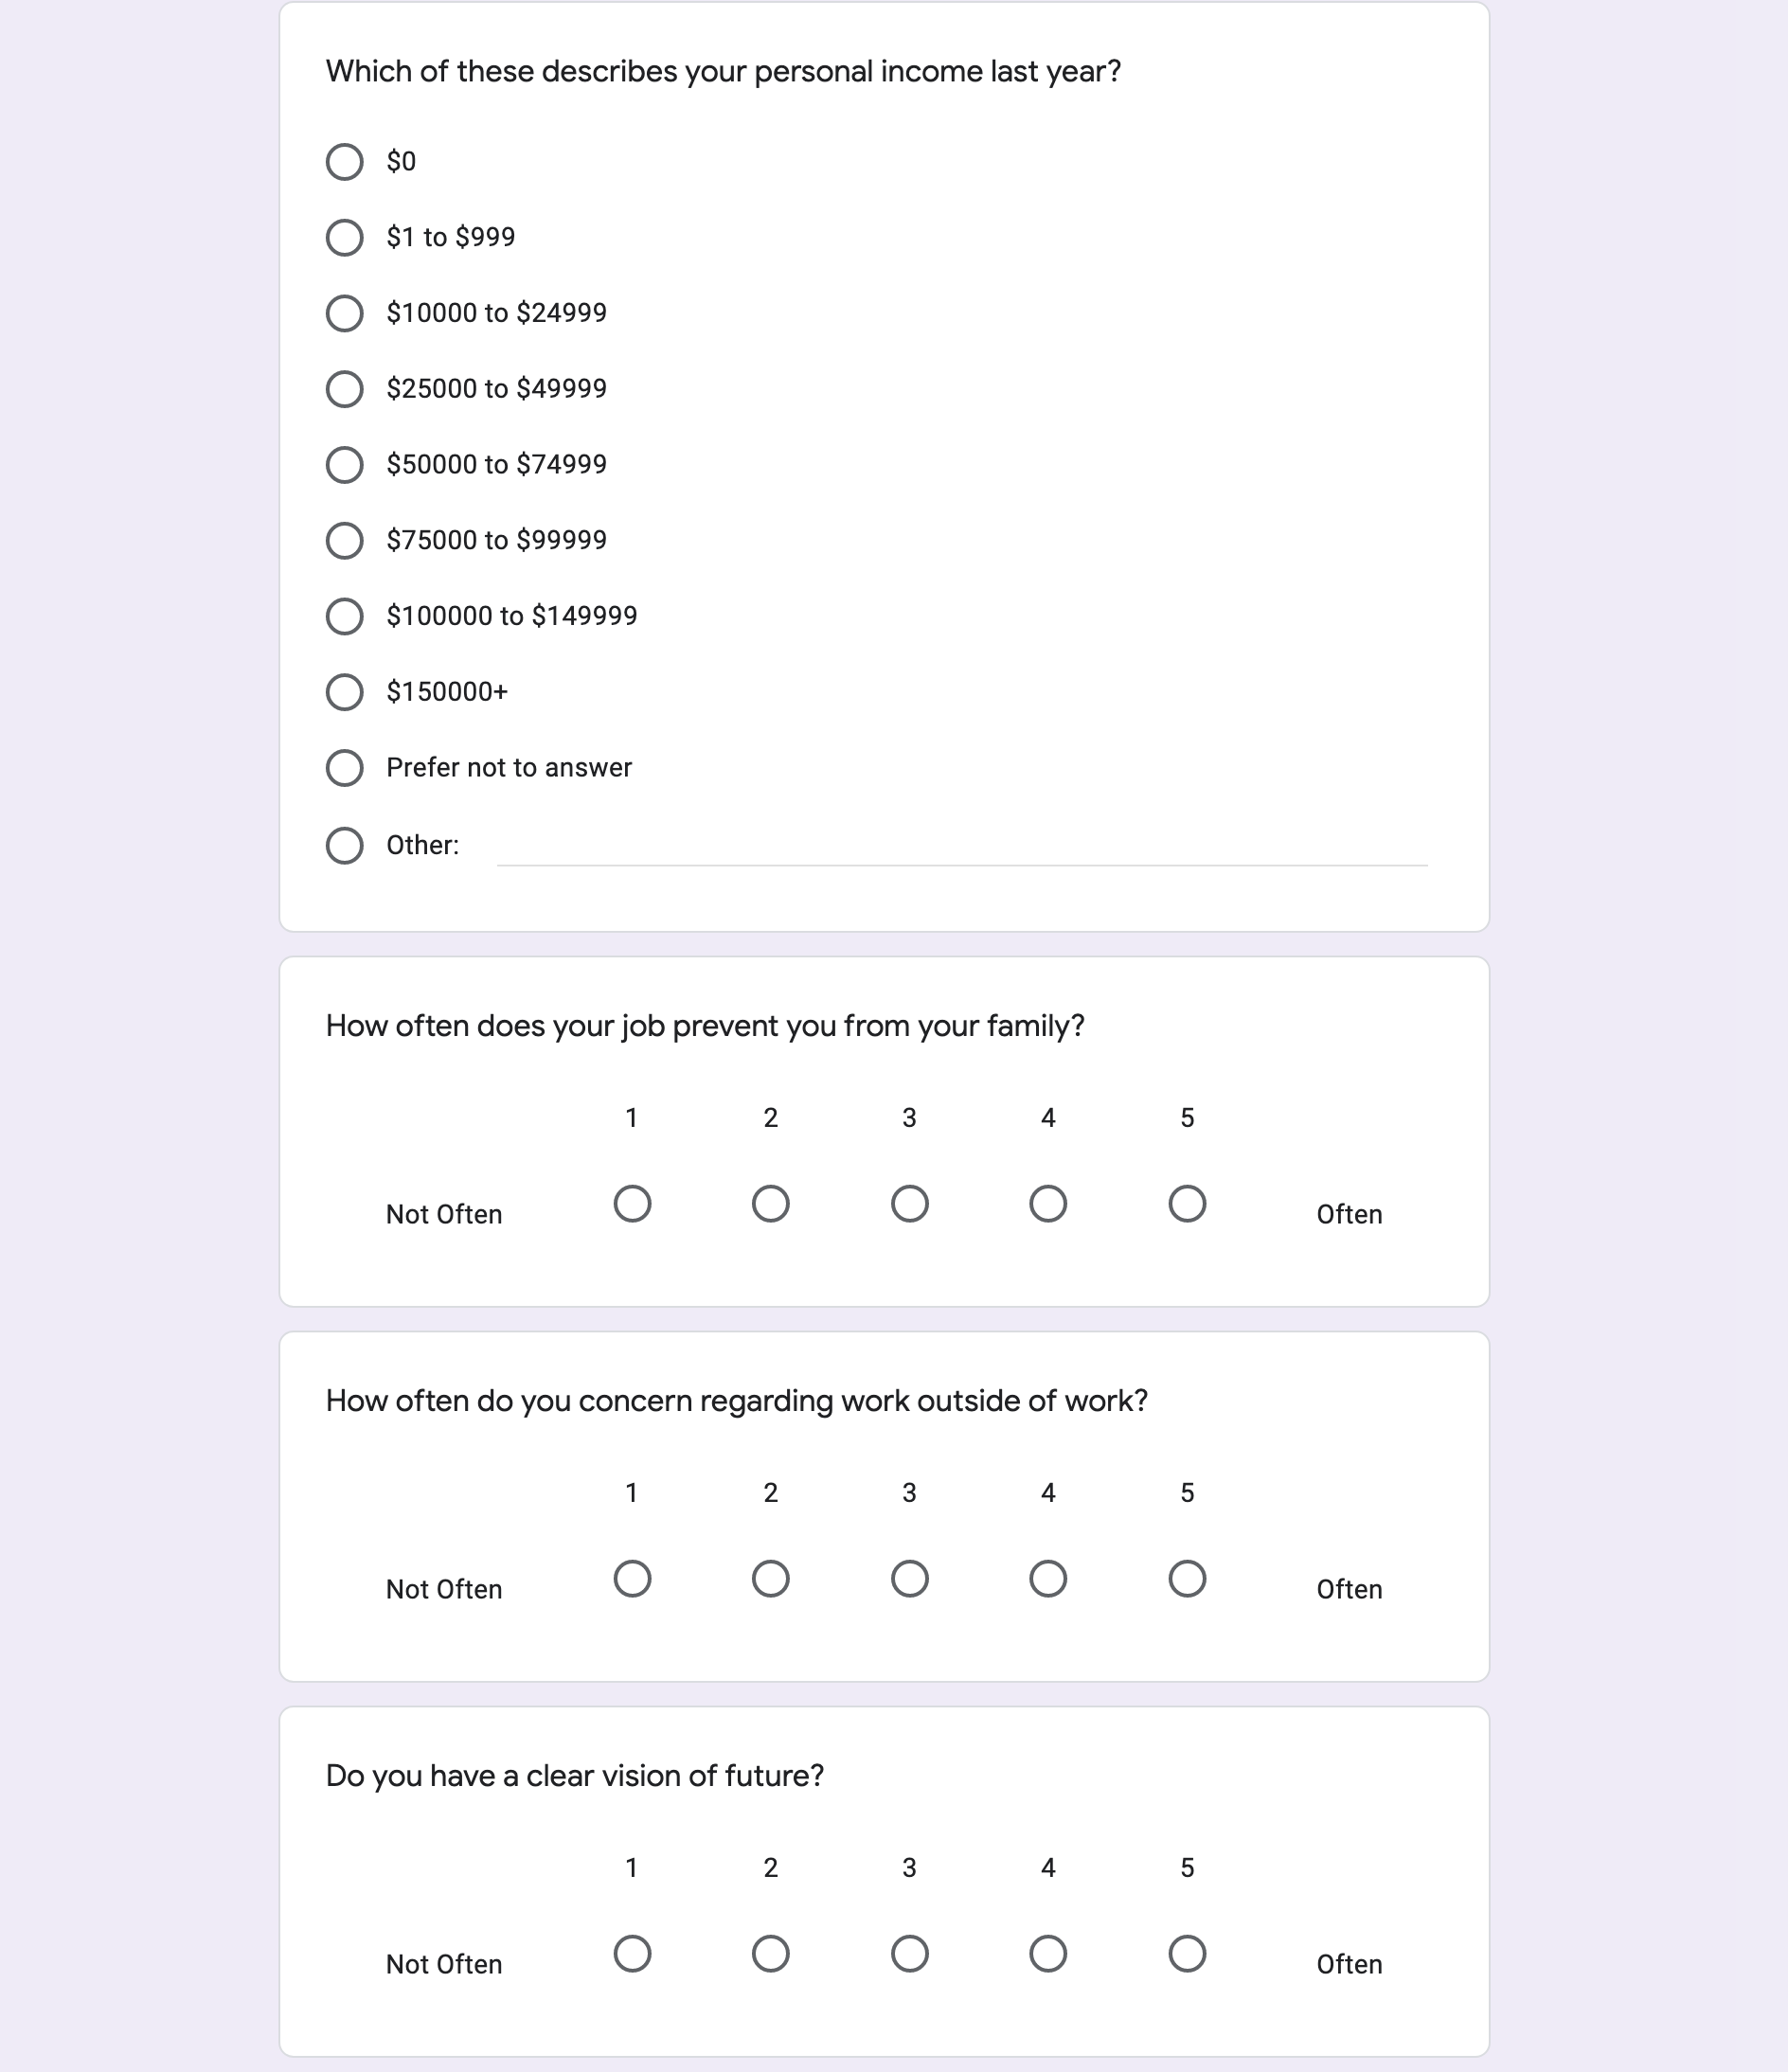 Which of these describes your personal income last year?
$0
$1 to $999
$10000 to $24999
$25000 to $49999
$50000 to $74999
$75000 to $99999
$100000 to $149999
$150000+
Prefer not to answer
Other:
How often does your job prevent you from your family?
1 2 3 4 5
Not Often Often
How often do you concern regarding work outside of work?
1 2 3 4 5
Not Often Often
Do you have a clear vision of future?
1 2 3 4 5
Not Often Often